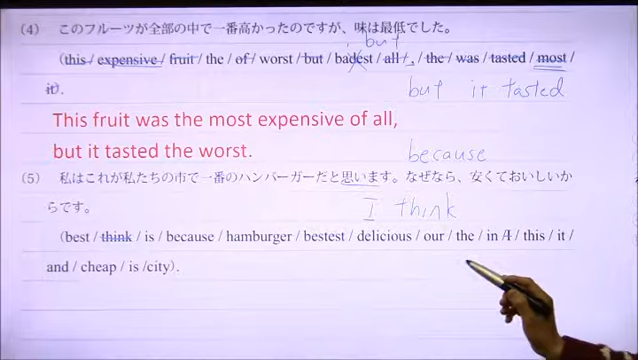 (4) このフルーツが全部の中で一番高かったのですが、味は最低でした。
but
(this / expensive / fruit / the / of / worst / but / badest / all / , / the / was / tasted / most /
it).
but it tasted
This fruit was the most expensive of all,
but it tasted the worst.
because
(5) 私はこれが私たちの市で一番のハンバーガーだと思います。なぜなら、安くておいしいか
らです。
I think
(best / think / is / because / hamburger / bestest / delicious / our / the / in / I / this / it /
and / cheap / is /city).